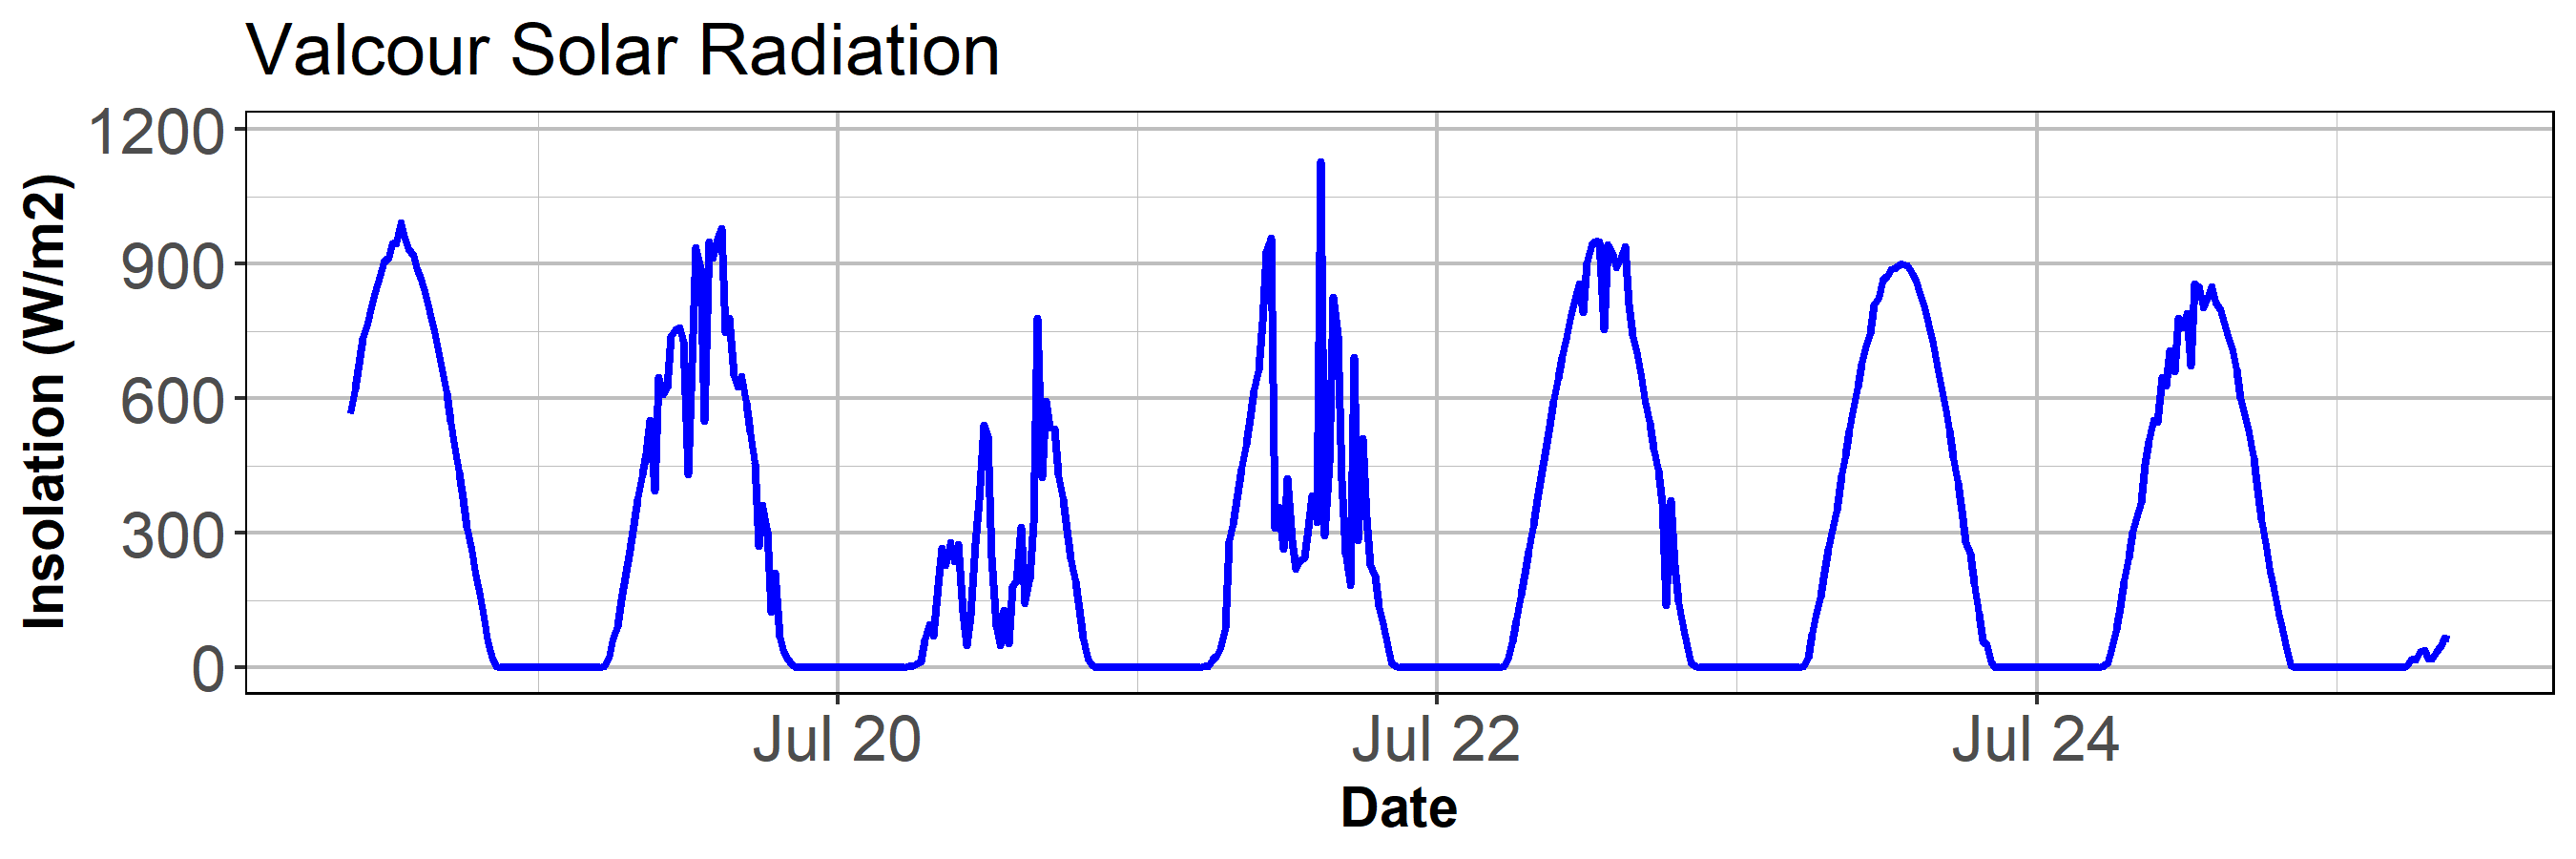 Valcour Solar Radiation
Insolation (W/m2)
1200
900
600
300
0
Jul 20
Jul 22
Jul 24
Date